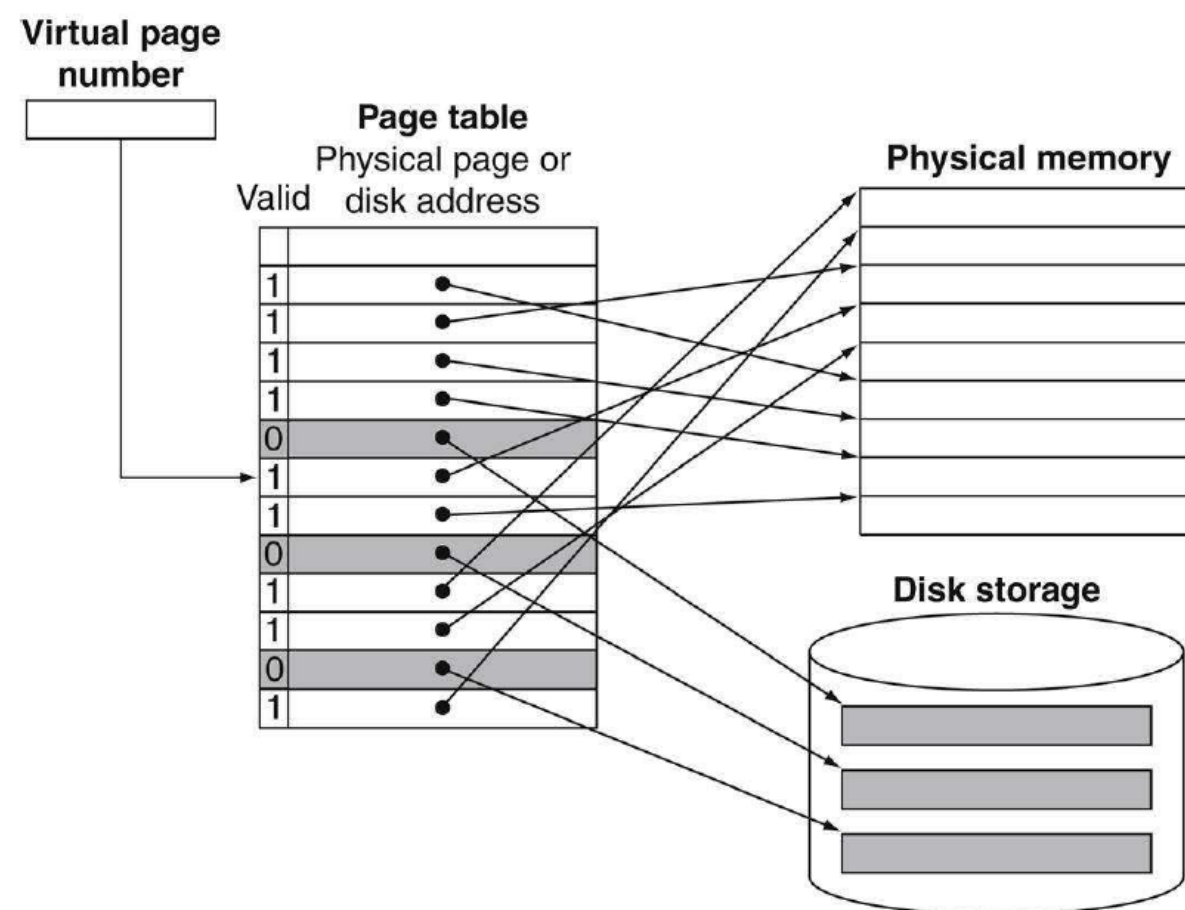 Virtual page
number
Page table
Physical page or
disk address
Valid
1
1
1
1
0
1
1
0
1
1
0
1
Physical memory
Disk storage